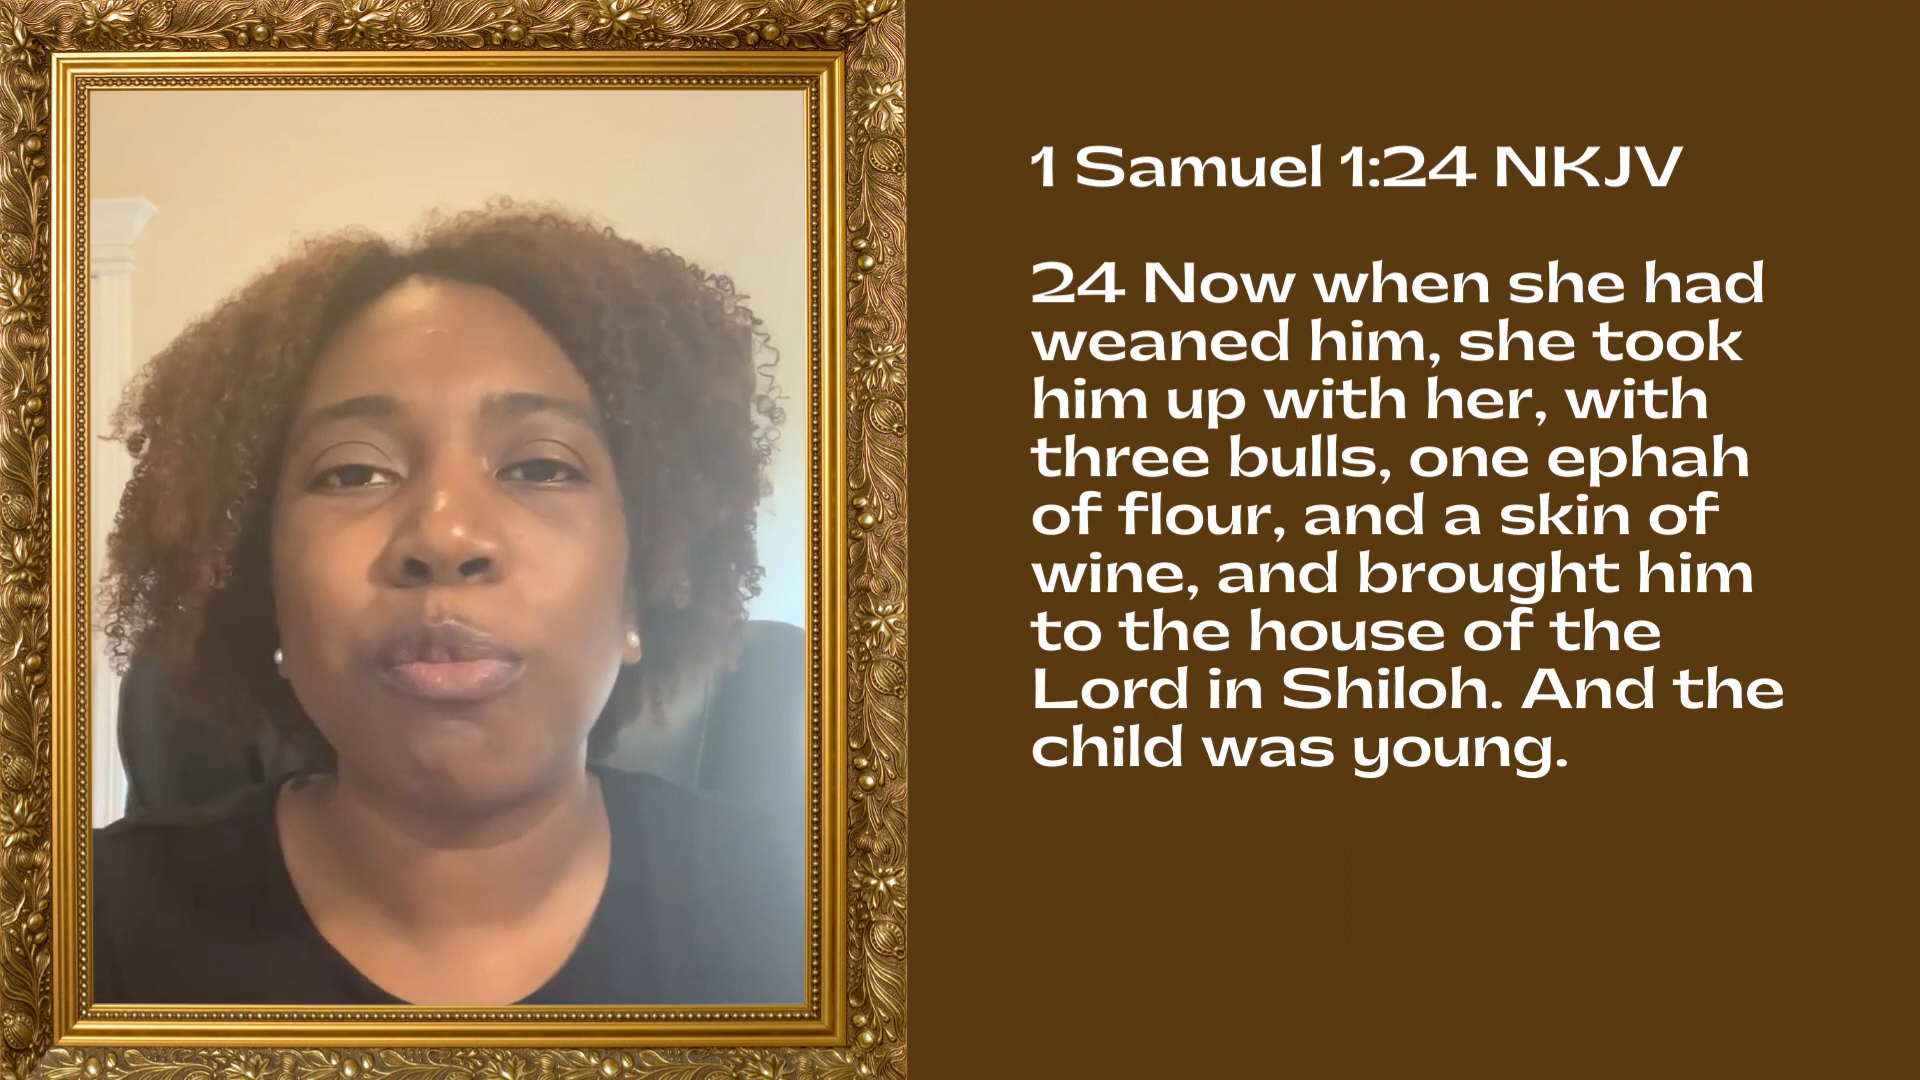 1 Samuel 1:24 NKJV
24 Now when she had
weaned him, she took
him up with her, with
three bulls, one ephah
of flour, and a skin of
wine, and brought him
to the house of the
Lord in Shiloh. And the
child was young.